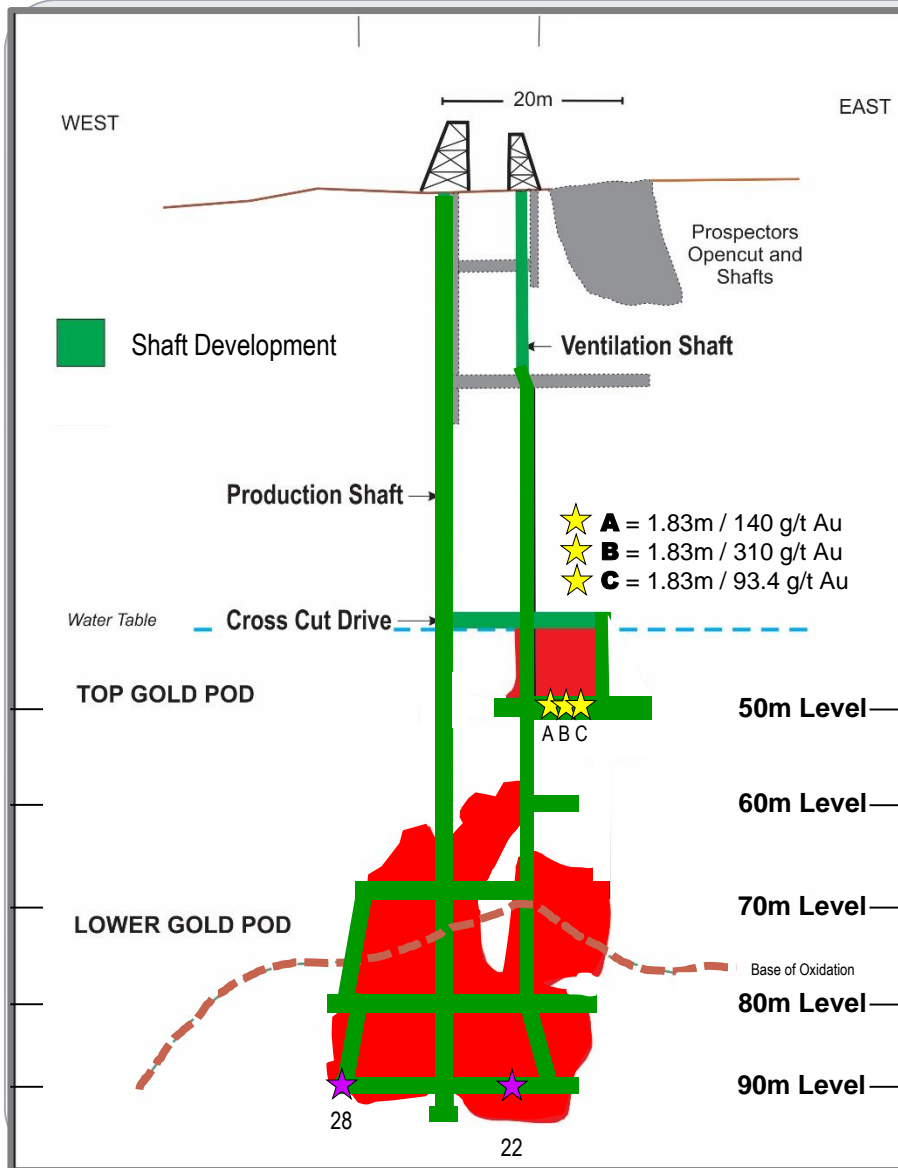 20m
WEST
EAST
Prospectors
Opencut and
Shafts
Shaft Development
Ventilation Shaft
Production Shaft
A = 1.83m / 140 g/t Au
B = 1.83m / 310 g/t Au
C = 1.83m / 93.4 g/t Au
Water Table
Cross Cut Drive
TOP GOLD POD
50m Level
A B C
60m Level
70m Level
LOWER GOLD POD
Base of Oxidation
80m Level
90m Level
28
22